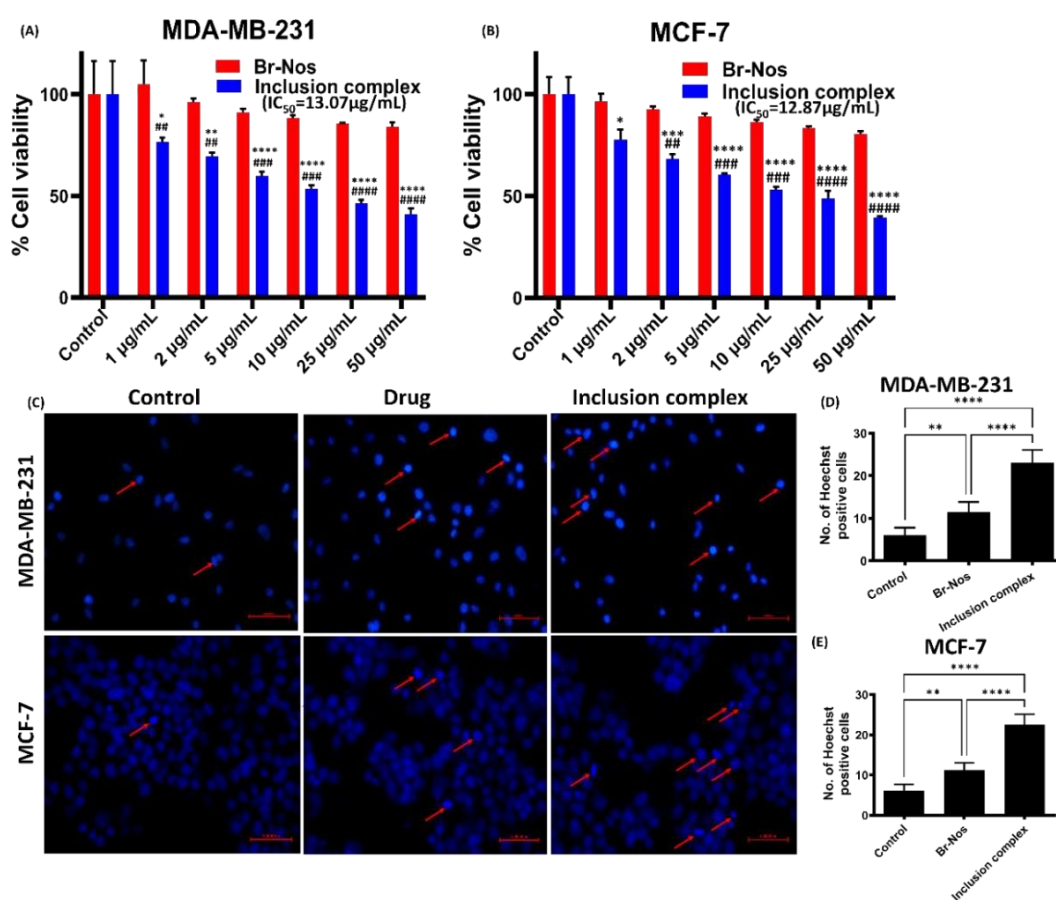 (A)
MDA-MB-231
Br-Nos
Inclusion complex
(IC50=13.07µg/mL)
% Cell viability
100
50
0
*
##
**
##
****
###
****
###
****
####
****
####
Control
1 µg/mL
2 µg/mL
5 µg/mL
10 µg/mL
25 µg/mL
50 µg/mL
(B)
MCF-7
Br-Nos
Inclusion complex
(IC50=12.87µg/mL)
% Cell viability
100
50
0
*
***
##
****
###
****
###
****
####
****
####
Control
1 µg/mL
2 µg/mL
5 µg/mL
10 µg/mL
25 µg/mL
50 µg/mL
(C)
Control
Drug
Inclusion complex
MDA-MB-231
MCF-7
(D)
MDA-MB-231
****
**
****
No. of Hoechst
positive cells
30
20
10
0
Control
Br-Nos
Inclusion complex
(E)
MCF-7
****
**
****
No. of Hoechst
positive cells
30
20
10
0
Control
Br-Nos
Inclusion complex